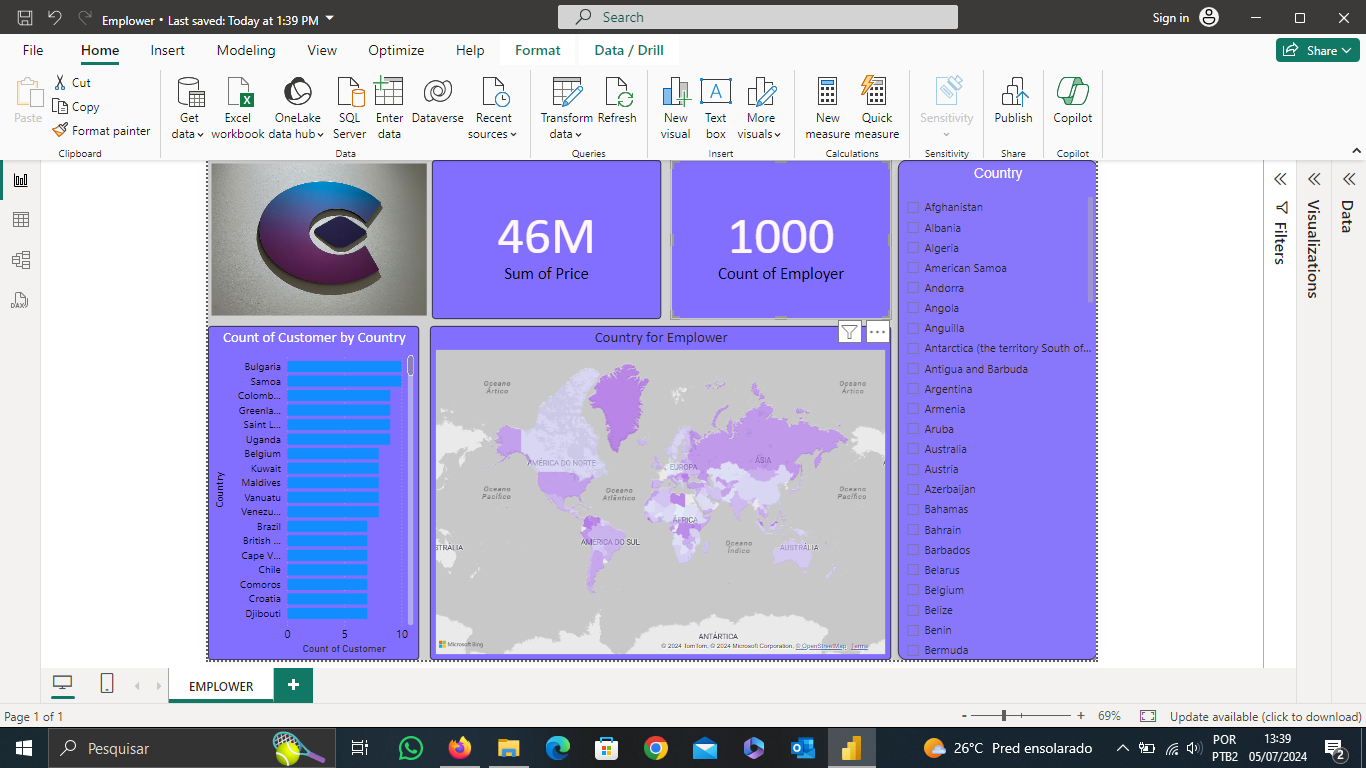 Emplower • Last saved: Today at 1:39 PM
Search
Sign in
File Home Insert Modeling View Optimize Help Format Data / Drill
Share
Paste
Cut
Copy
Format painter
Clipboard
Get data
Excel workbook
OneLake data hub
SQL Server
Enter data
Dataverse
Recent sources
Data
Transform data
Refresh
Queries
New visual
Text box
More visuals
Insert
New measure
Quick measure
Calculations
Sensitivity
Sensitivity
Publish
Share
Copilot
Copilot
46M
Sum of Price
1000
Count of Employer
Count of Customer by Country
Country
Bulgaria
Samoa
Colomb...
Greenla...
Saint L...
Uganda
Belgium
Kuwait
Maldives
Vanuatu
Venezu...
Brazil
British ...
Cape V...
Chile
Comoros
Croatia
Djibouti
0 5 10
Count of Customer
Country for Emplower
Oceano Ártico
Oceano Ártico
AMÉRICA DO NORTE
EUROPA
ÁSIA
Oceano Pacífico
Oceano Atlântico
Oceano Pacífico
ÁFRICA
AMÉRICA DO SUL
Oceano Índico
STRÁLIA
AUSTRÁLIA
ANTÁRTICA
Microsoft Bing
© 2024 TomTom, © 2024 Microsoft Corporation, © OpenStreetMap Terms
Country
Afghanistan
Albania
Algeria
American Samoa
Andorra
Angola
Anguilla
Antarctica (the territory South of...
Antigua and Barbuda
Argentina
Armenia
Aruba
Australia
Austria
Azerbaijan
Bahamas
Bahrain
Barbados
Belarus
Belgium
Belize
Benin
Bermuda
Filters
Visualizations
Data
DAX
EMPLOWER
Page 1 of 1
69%
Update available (click to download)
Pesquisar
26°C Pred ensolarado
POR
PTB2
13:39
05/07/2024
2